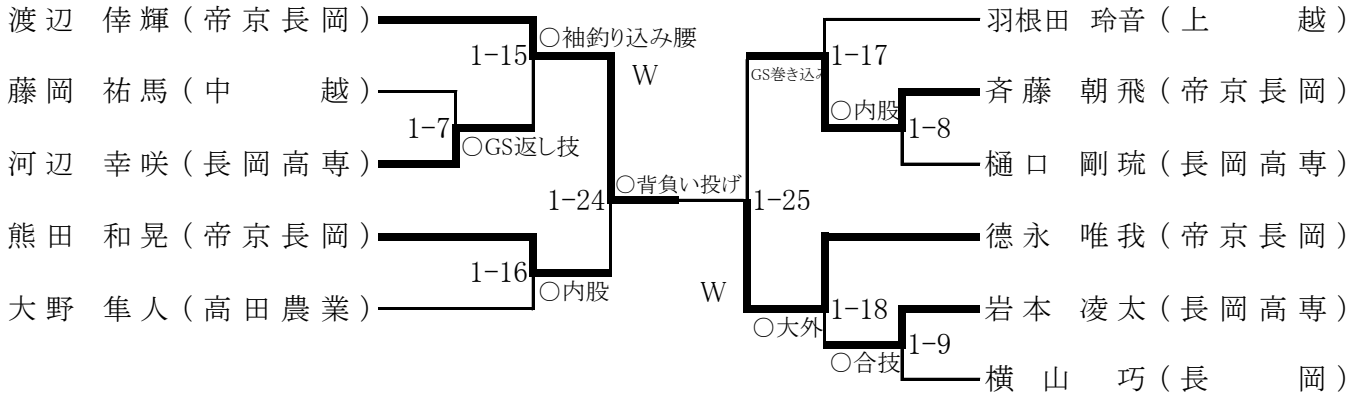 渡辺 倖輝(帝京長岡)
藤岡 祐馬(中 越)
河辺 幸咲(長岡高専)
熊田 和晃(帝京長岡)
大野 隼人(高田農業)
1-15
○袖釣り込み腰
W
1-7
○GS返し技
1-24
○背負い投げ
1-16
○内股
羽根田 玲音(上 越)
斉藤 朝飛(帝京長岡)
樋口 剛琉(長岡高専)
徳永 唯我(帝京長岡)
岩本 凌太(長岡高専)
横山 巧(長 岡)
1-17
GS巻き込み
○内股
1-8
1-25
W
○大外
1-18
○合技
1-9